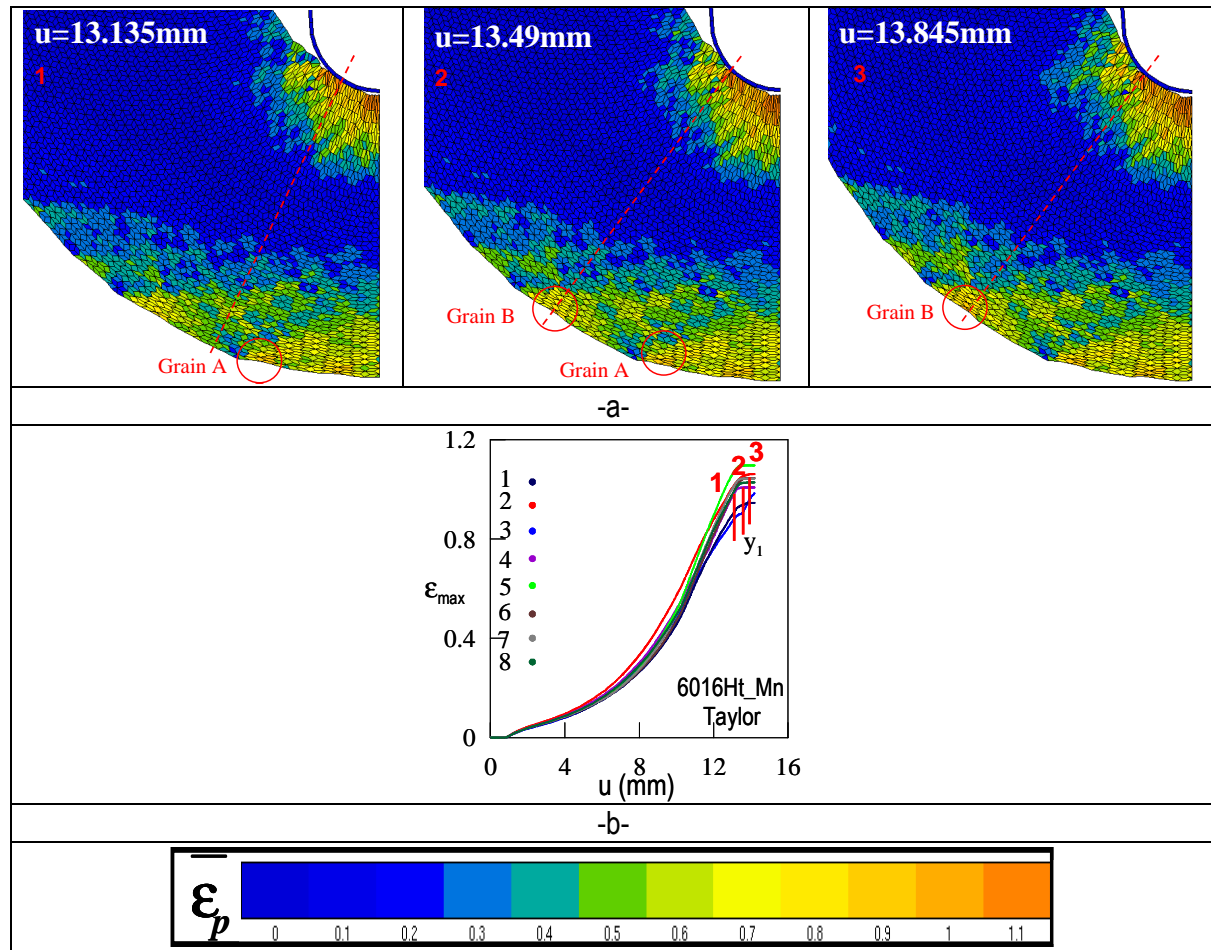 u=13.135mm
1
Grain A
u=13.49mm
2
Grain B
Grain A
u=13.845mm
3
Grain B
-a-
1.2
0.8
0.4
0
εmax
1
2
3
4
5
6
7
8
1 2 3
y1
6016Ht_Mn
Taylor
0 4 8 12 16
u (mm)
-b-
εp
0 0.1 0.2 0.3 0.4 0.5 0.6 0.7 0.8 0.9 1 1.1